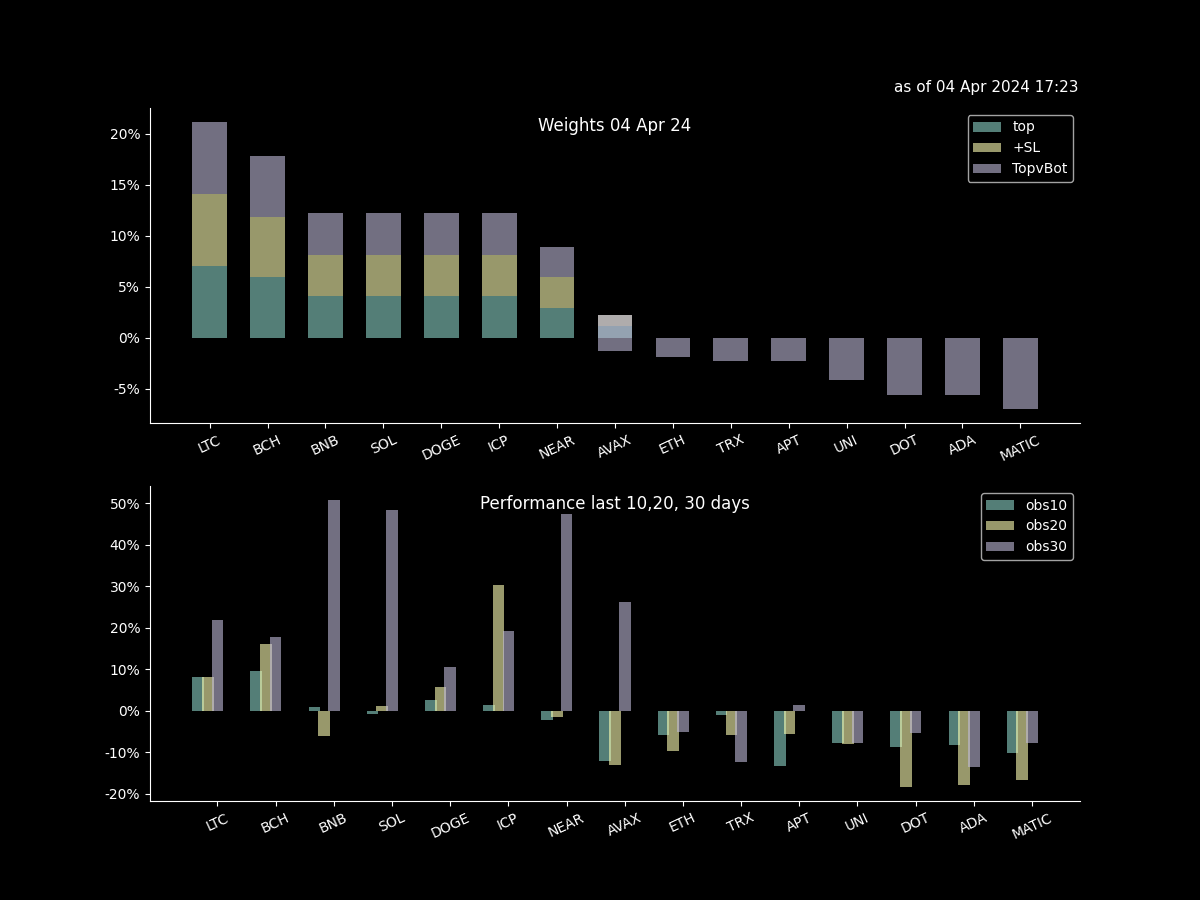 as of 04 Apr 2024 17:23
Weights 04 Apr 24
top
+SL
TopvBot
20%
15%
10%
5%
0%
-5%
LTC BCH BNB SOL DOGE ICP NEAR AVAX ETH TRX APT UNI DOT ADA MATIC
Performance last 10,20, 30 days
obs10
obs20
obs30
50%
40%
30%
20%
10%
0%
-10%
-20%
LTC BCH BNB SOL DOGE ICP NEAR AVAX ETH TRX APT UNI DOT ADA MATIC